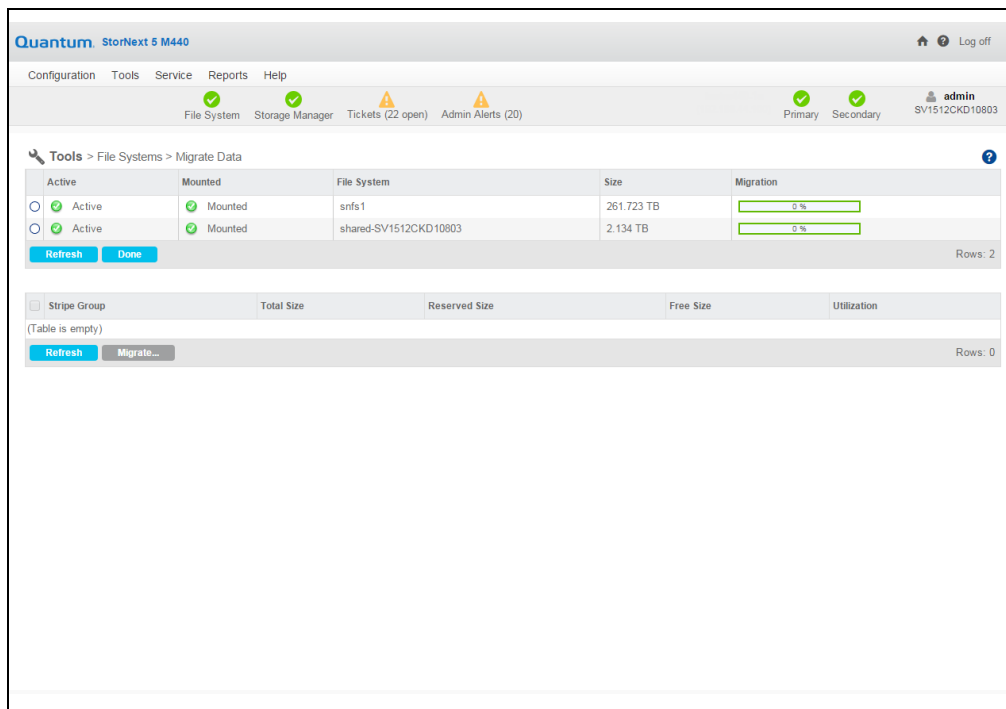 Quantum. StorNext 5 M440
Log off
Configuration Tools Service Reports Help
File System Storage Manager Tickets (22 open) Admin Alerts (20) Primary Secondary admin
SV1512CKD10803
Tools > File Systems > Migrate Data
Active Mounted File System Size Migration
Active Mounted snfs1 261.723 TB 0 %
Active Mounted shared-SV1512CKD10803 2.134 TB 0 %
Refresh Done Rows: 2
Stripe Group Total Size Reserved Size Free Size Utilization
(Table is empty)
Refresh Migrate... Rows: 0